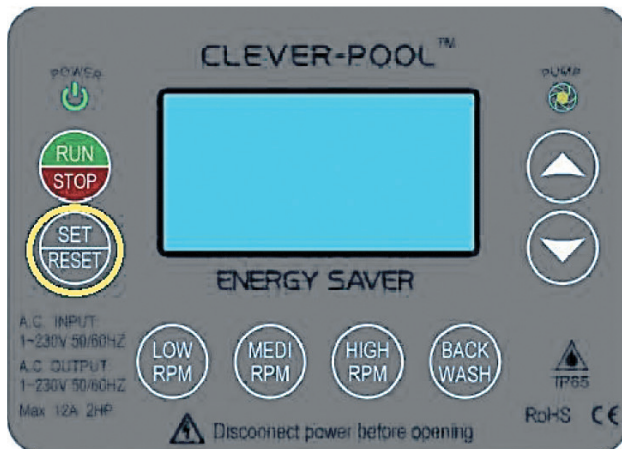 CLEVER-POOL™
POWER
PUMP
RUN
STOP
SET
RESET
ENERGY SAVER
A.C. INPUT:
1~230V 50/60HZ
A.C. OUTPUT:
1~230V 50/60HZ
Max 12A 2HP
LOW
RPM
MEDI
RPM
HIGH
RPM
BACK
WASH
IP65
RoHS CE
Disconnect power before opening